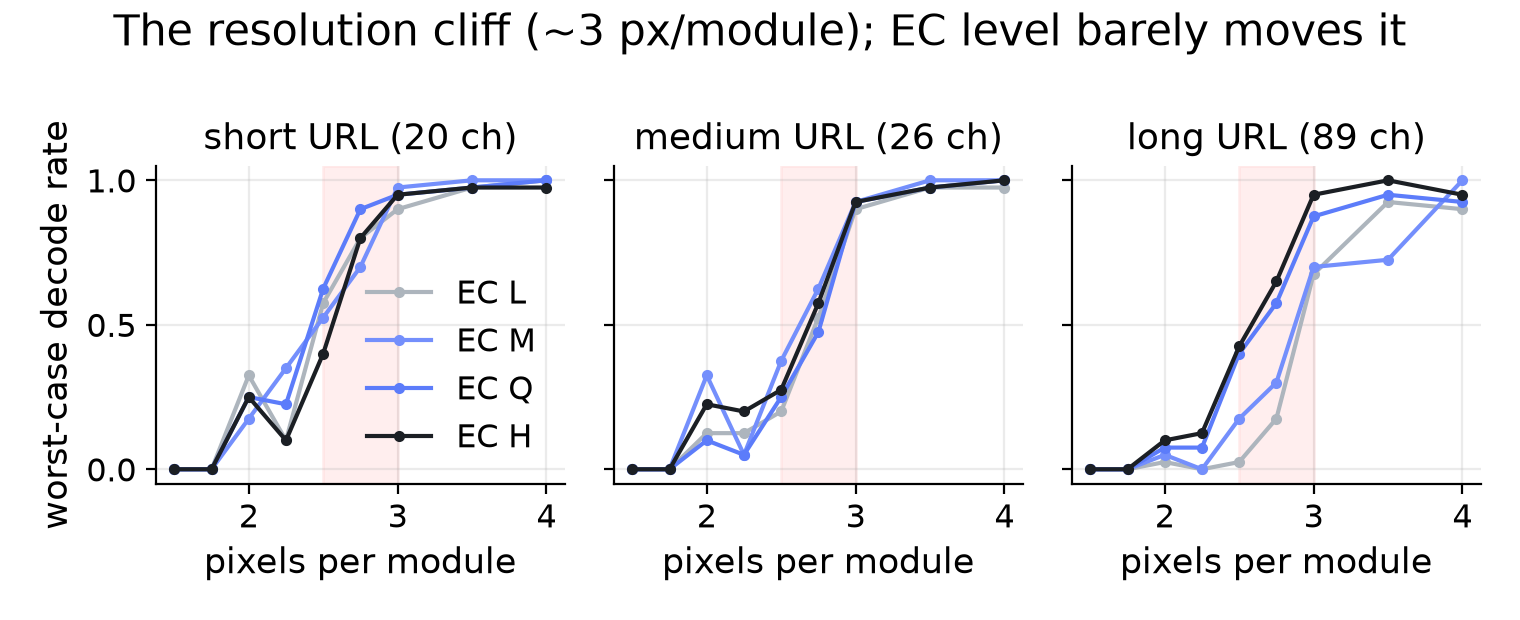 The resolution cliff (~3 px/module); EC level barely moves it
short URL (20 ch)
medium URL (26 ch)
long URL (89 ch)
worst-case decode rate
1.0
0.5
0.0
EC L
EC M
EC Q
EC H
2 3 4
2 3 4
2 3 4
pixels per module
pixels per module
pixels per module